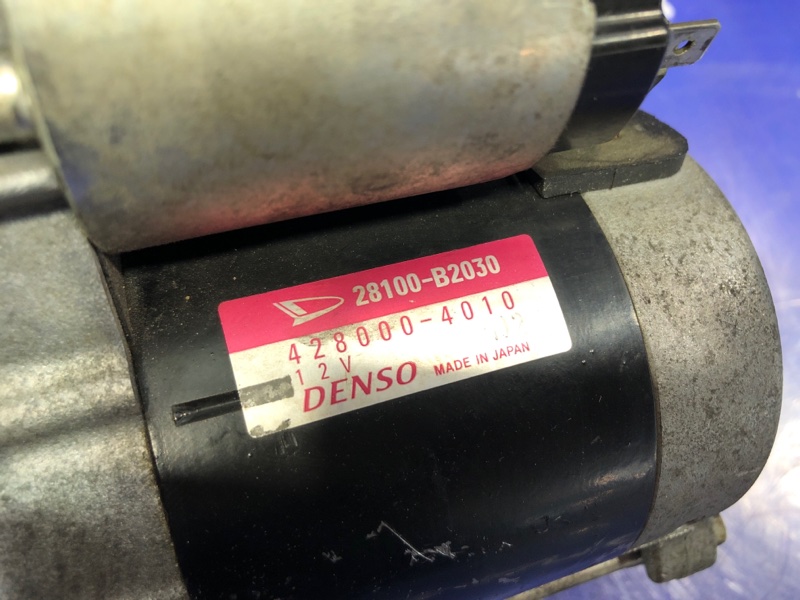 28100-B2030
428000-4010
12V
DENSO MADE IN JAPAN